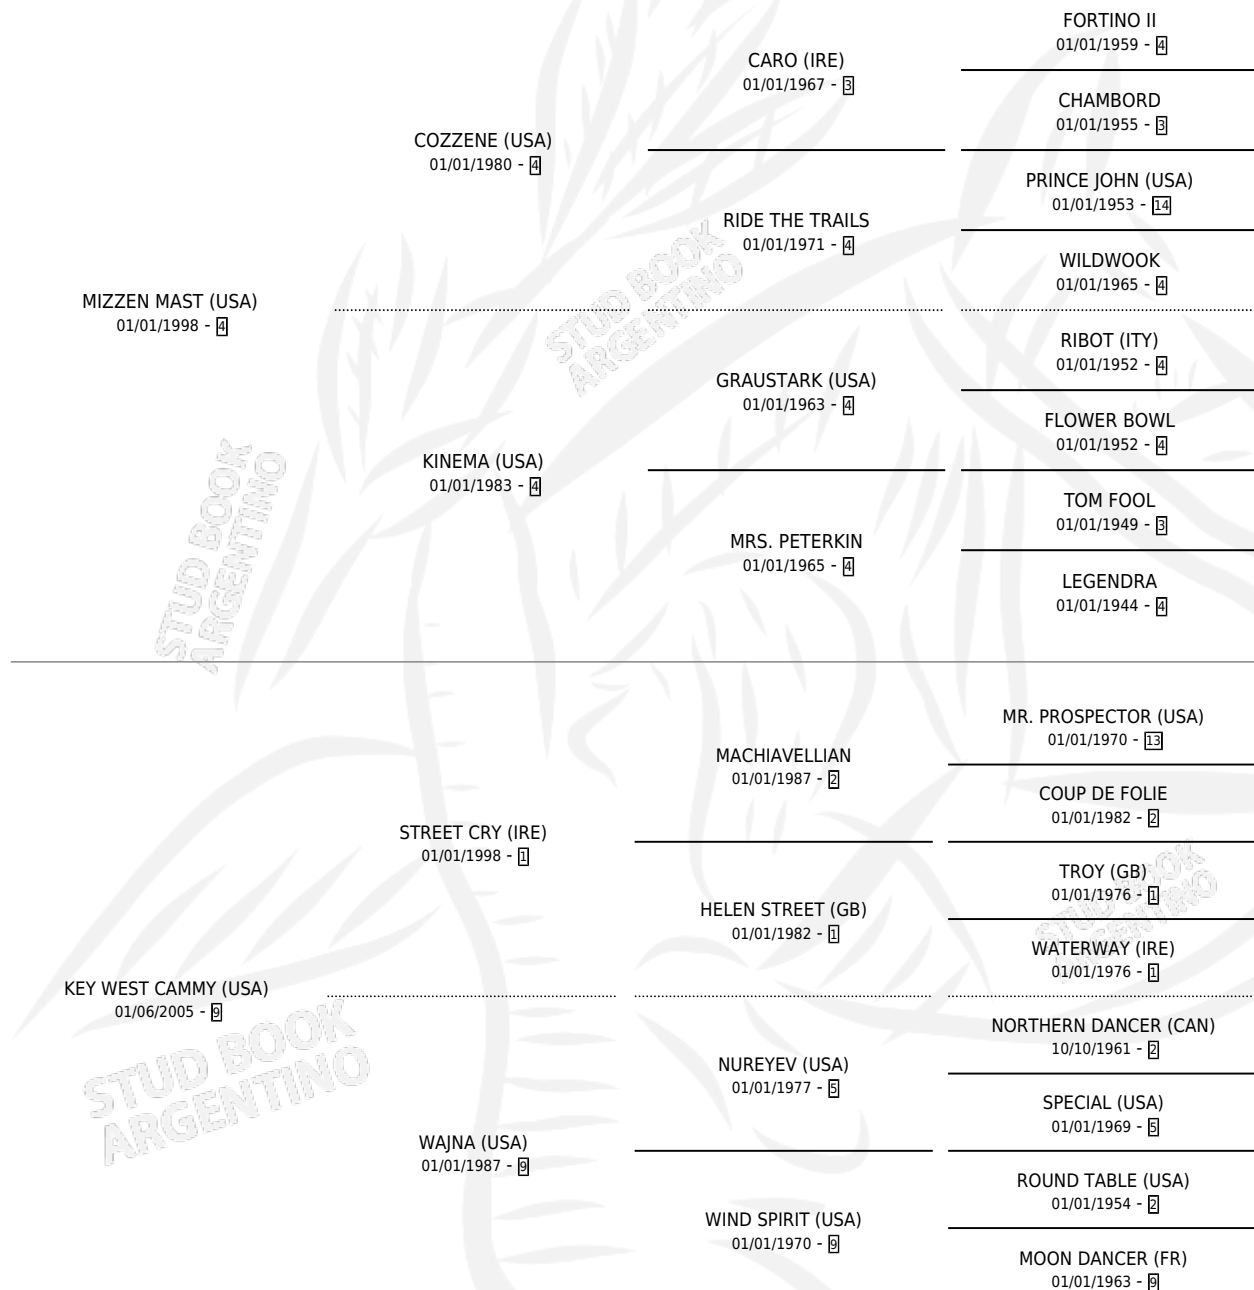 FORTINO II
01/01/1959 - 4
CARO (IRE)
01/01/1967 - 3
CHAMBORD
01/01/1955 - 3
COZZENE (USA)
01/01/1980 - 4
PRINCE JOHN (USA)
01/01/1953 - 14
RIDE THE TRAILS
01/01/1971 - 4
WILDWOOK
01/01/1965 - 4
MIZZEN MAST (USA)
01/01/1998 - 4
RIBOT (ITY)
01/01/1952 - 4
GRAUSTARK (USA)
01/01/1963 - 4
FLOWER BOWL
01/01/1952 - 4
KINEMA (USA)
01/01/1983 - 4
TOM FOOL
01/01/1949 - 3
MRS. PETERKIN
01/01/1965 - 4
LEGENDRA
01/01/1944 - 4
STUD BOOK
ARGENTINO
STUD BOOK
ARGENTINO
MR. PROSPECTOR (USA)
01/01/1970 - 13
MACHIAVELLIAN
01/01/1987 - 2
COUP DE FOLIE
01/01/1982 - 2
STREET CRY (IRE)
01/01/1998 - 1
TROY (GB)
01/01/1976 - 1
HELEN STREET (GB)
01/01/1982 - 1
WATERWAY (IRE)
01/01/1976 - 1
STUD BOOK
ARGENTINO
KEY WEST CAMMY (USA)
01/06/2005 - 9
NORTHERN DANCER (CAN)
10/10/1961 - 2
NUREYEV (USA)
01/01/1977 - 5
SPECIAL (USA)
01/01/1969 - 5
STUD BOOK
ARGENTINO
WAJNA (USA)
01/01/1987 - 9
ROUND TABLE (USA)
01/01/1954 - 2
WIND SPIRIT (USA)
01/01/1970 - 9
MOON DANCER (FR)
01/01/1963 - 9